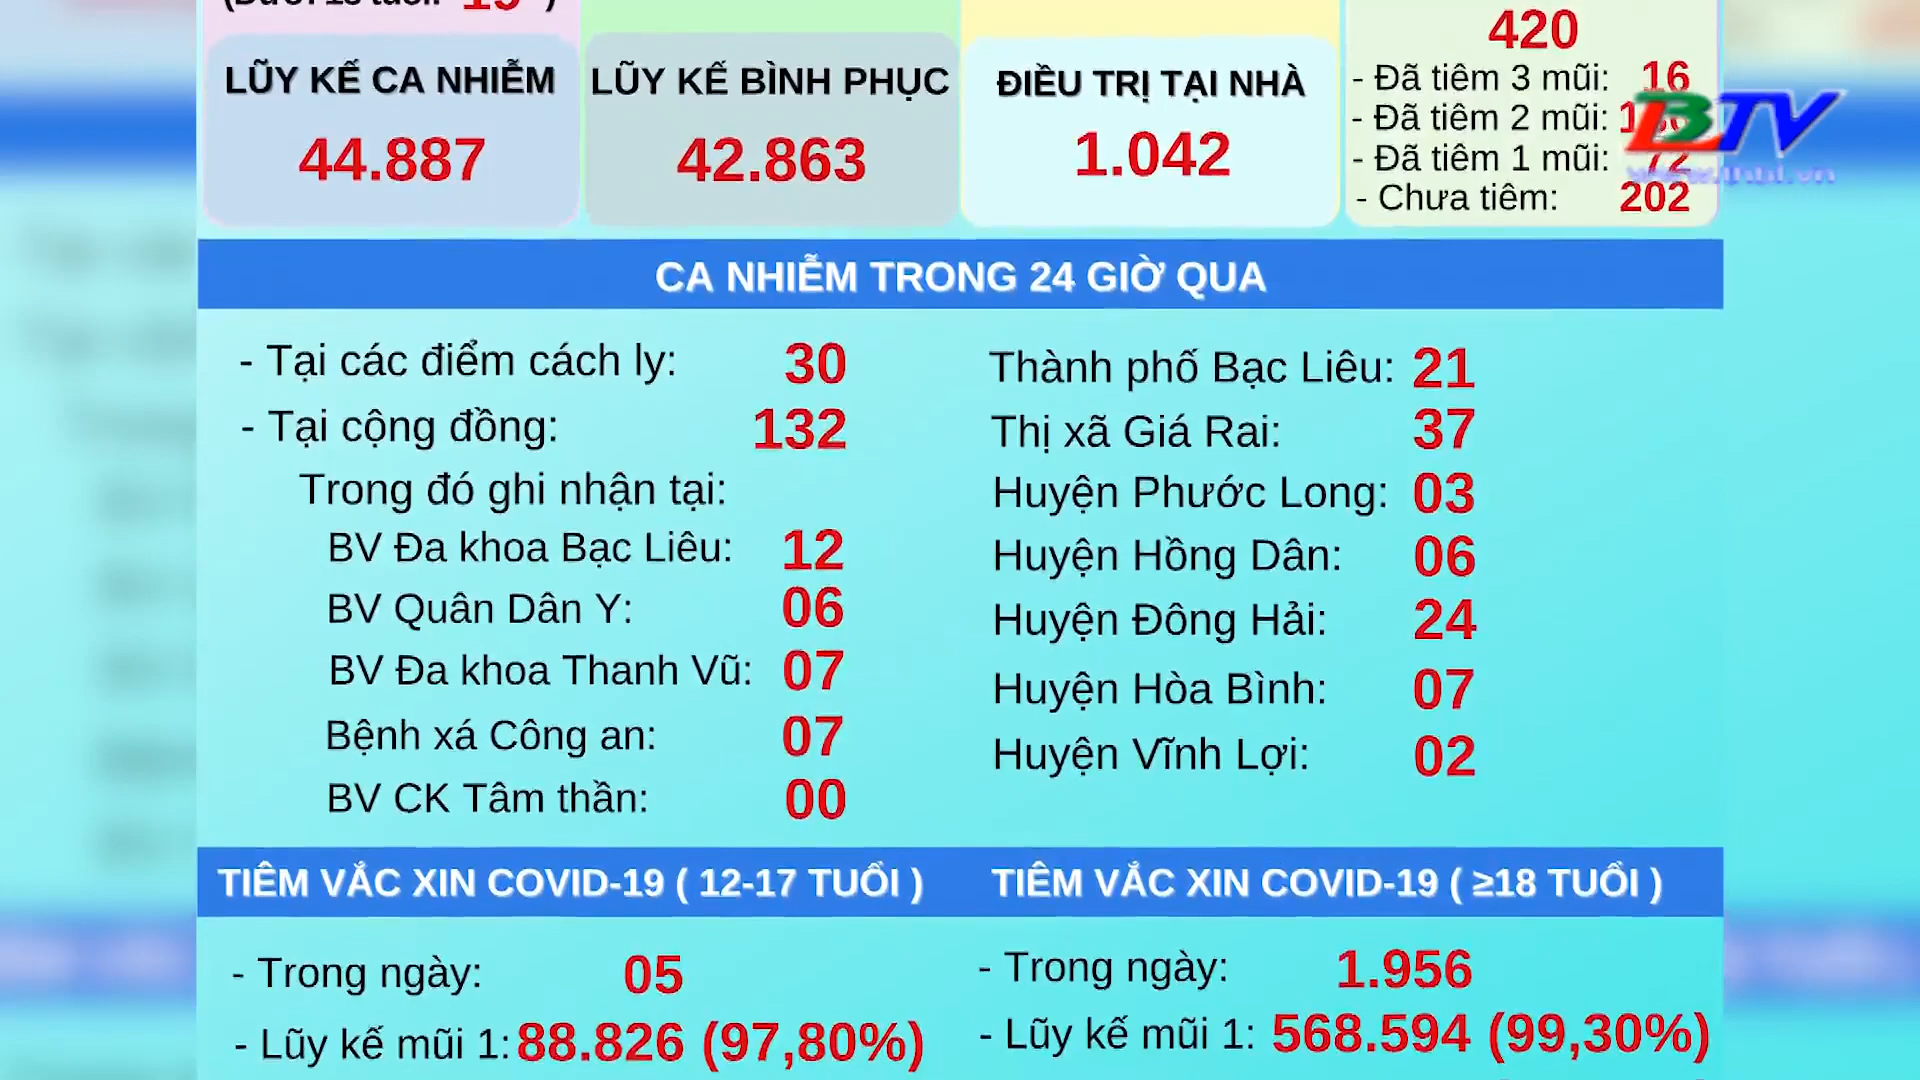 LŨY KẾ CA NHIỄM
44.887
LŨY KẾ BÌNH PHỤC
42.863
ĐIỀU TRỊ TẠI NHÀ
1.042
420
- Đã tiêm 3 mũi: 16
- Đã tiêm 2 mũi:
- Đã tiêm 1 mũi: 72
- Chưa tiêm: 202
BTV
CA NHIỄM TRONG 24 GIỜ QUA
- Tại các điểm cách ly: 30
- Tại cộng đồng: 132
Trong đó ghi nhận tại:
BV Đa khoa Bạc Liêu: 12
BV Quân Dân Y: 06
BV Đa khoa Thanh Vũ: 07
Bệnh xá Công an: 07
BV CK Tâm thần: 00
Thành phố Bạc Liêu: 21
Thị xã Giá Rai: 37
Huyện Phước Long: 03
Huyện Hồng Dân: 06
Huyện Đông Hải: 24
Huyện Hòa Bình: 07
Huyện Vĩnh Lợi: 02
TIÊM VẮC XIN COVID-19 ( 12-17 TUỔI )
- Trong ngày: 05
- Lũy kế mũi 1: 88.826 (97,80%)
TIÊM VẮC XIN COVID-19 ( ≥18 TUỔI )
- Trong ngày: 1.956
- Lũy kế mũi 1: 568.594 (99,30%)